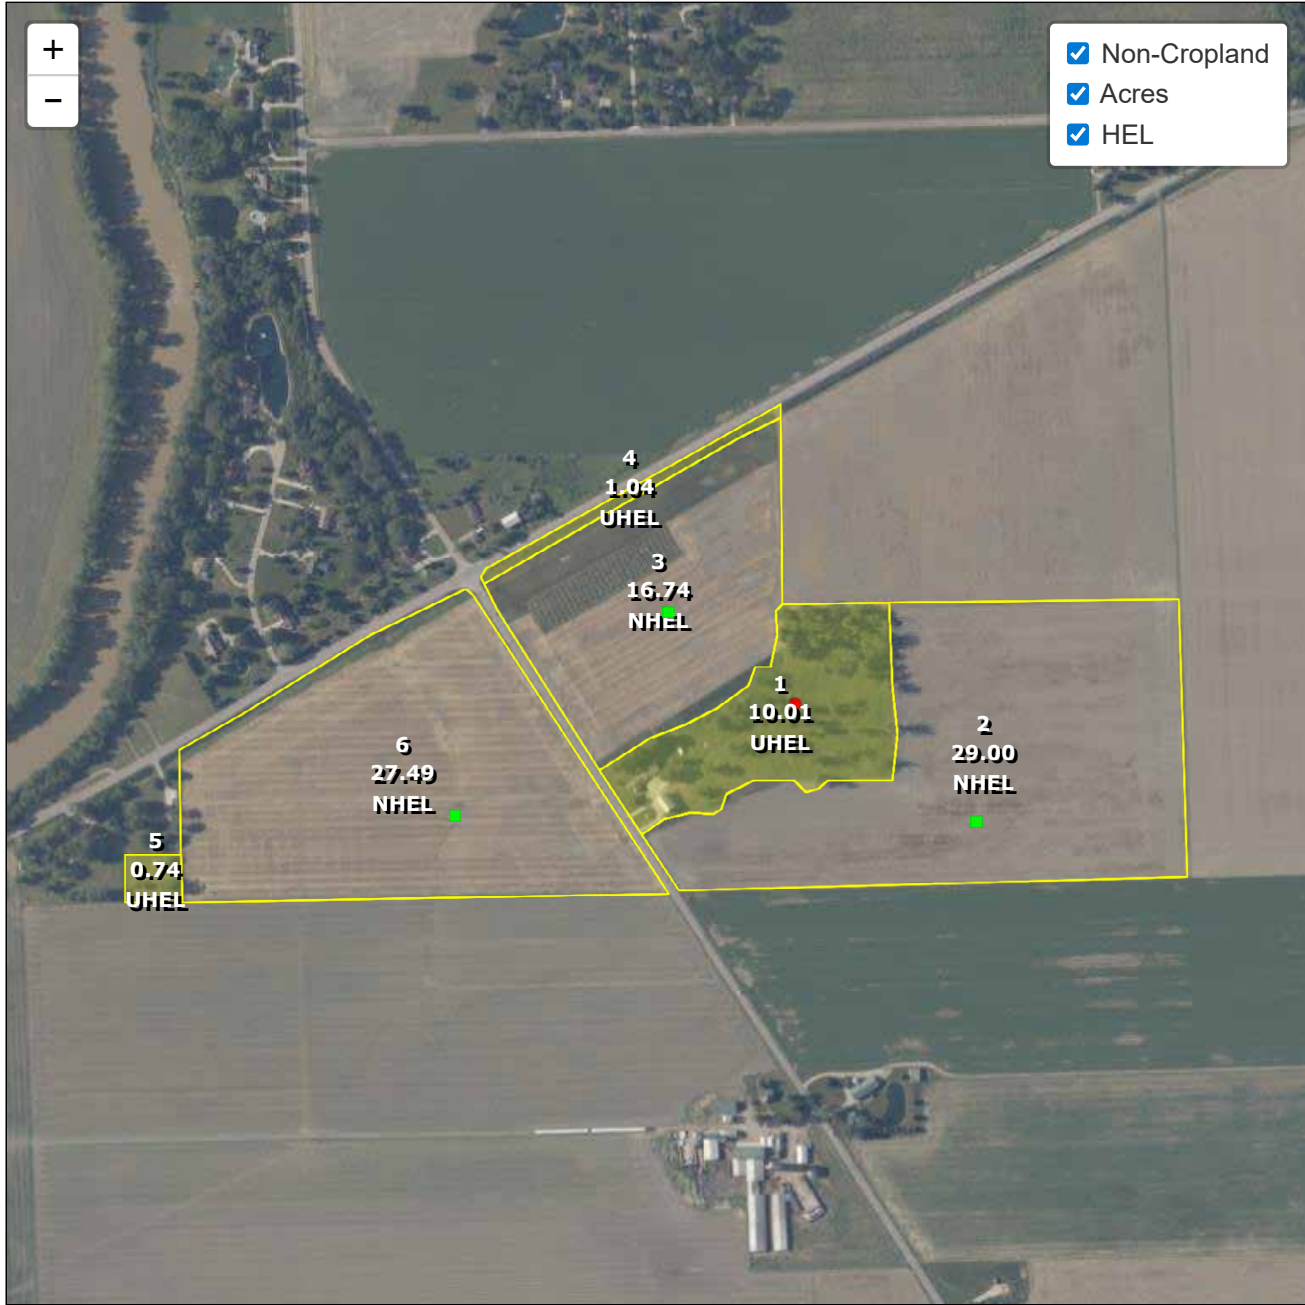 +
−
Non-Cropland
Acres
HEL
4
1.04
UHEL
3
16.74
NHEL
1
10.01
UHEL
2
29.00
NHEL
6
27.49
NHEL
5
0.74
UHEL